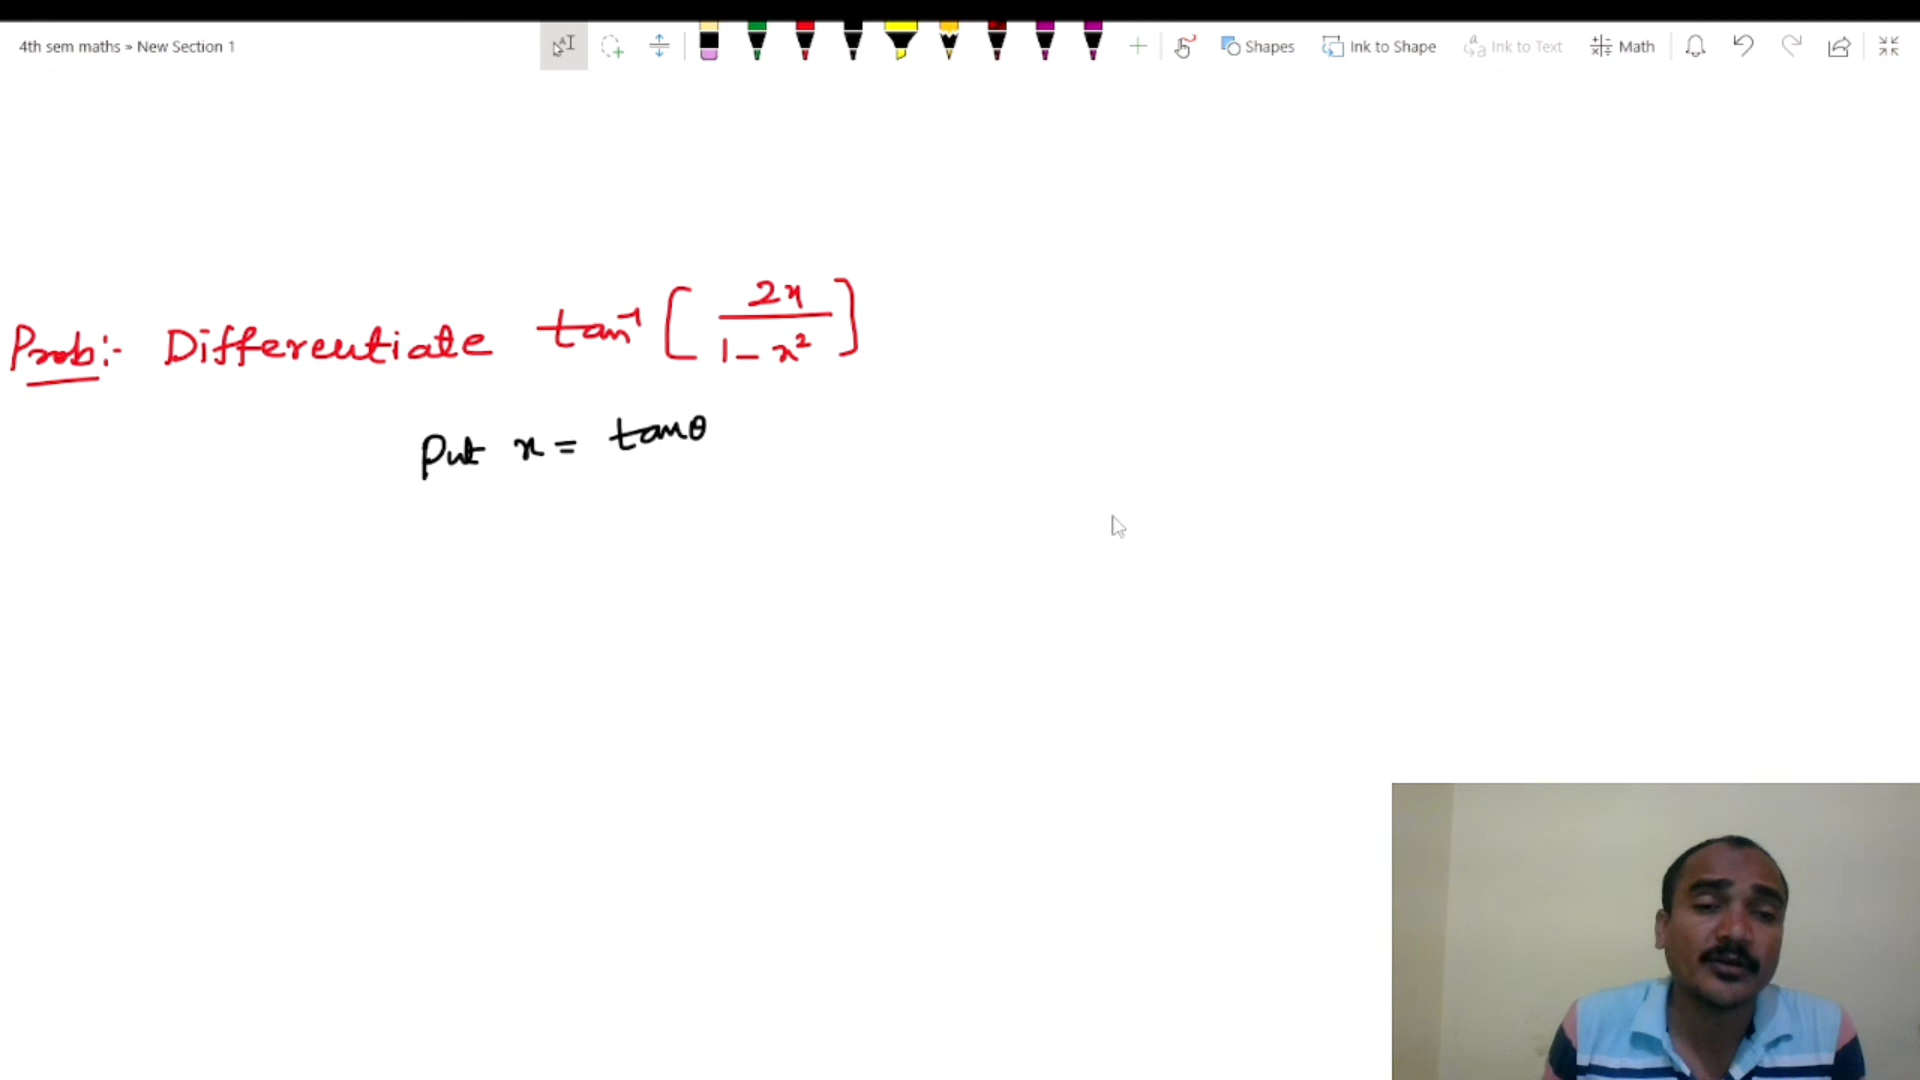 4th sem maths » New Section 1
Shapes
Ink to Shape
Ink to Text
Math
Prob:- Differentiate tan⁻¹ [ 2x / 1 - x² ]
Put x = tanθ